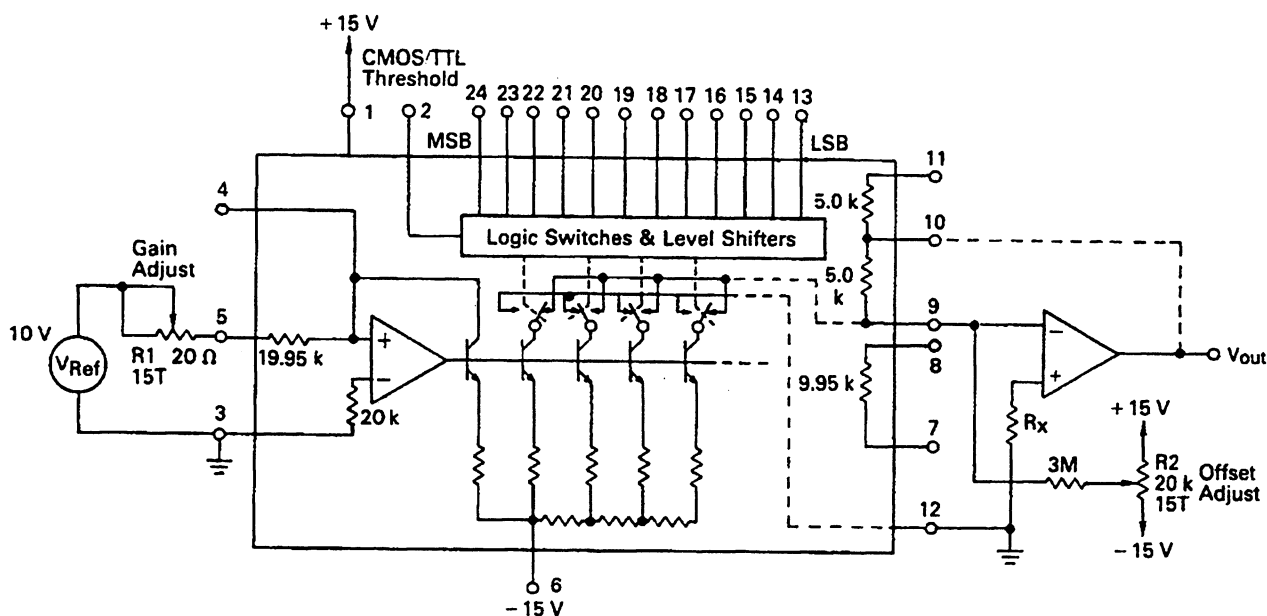 + 15 V
CMOS/TTL
Threshold
1
2
24
23
22
21
20
19
18
17
16
15
14
13
MSB
LSB
11
5.0 k
4
10
Logic Switches & Level Shifters
Gain
Adjust
5.0
k
5
9
10 V
VRef
R1
15T
20 Ω
19.95 k
+
−
20 k
8
9.95 k
7
−
+
Vout
Rx
+ 15 V
3
3M
R2
20 k
15T
Offset
Adjust
12
− 15 V
6
− 15 V